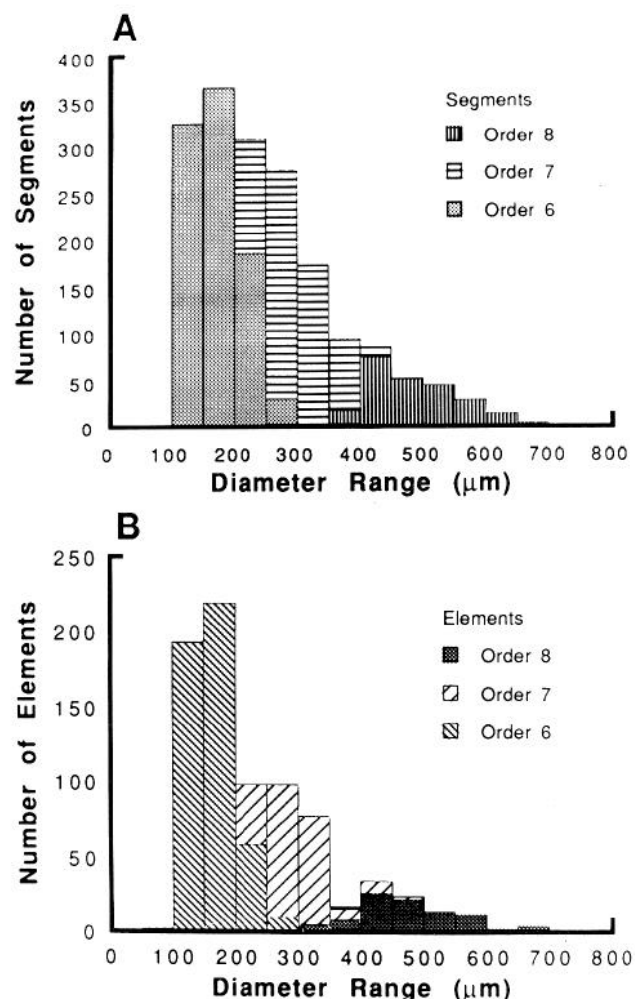 A
Number of Segments
400
350
300
250
200
150
100
50
0
Segments
Order 8
Order 7
Order 6
0 100 200 300 400 500 600 700 800
Diameter Range (μm)
B
Number of Elements
250
200
150
100
50
0
Elements
Order 8
Order 7
Order 6
0 100 200 300 400 500 600 700 800
Diameter Range (μm)